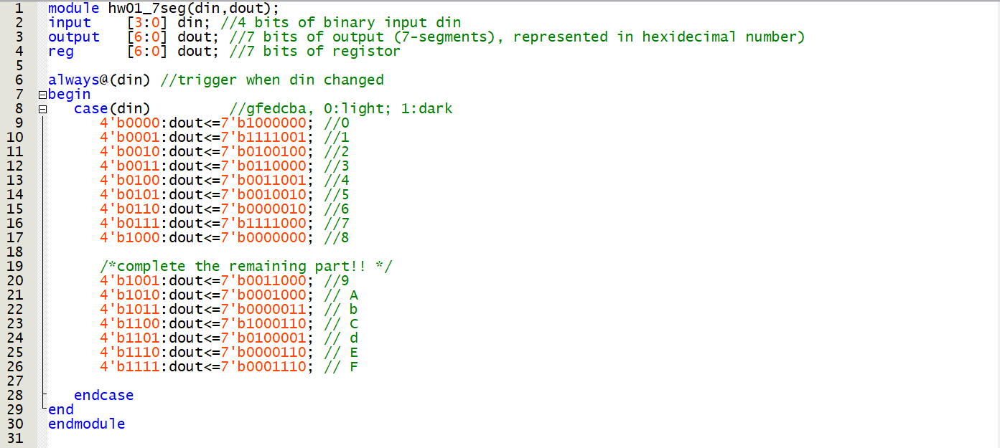 1 module hw01_7seg(din,dout);
2 input [3:0] din; //4 bits of binary input din
3 output [6:0] dout; //7 bits of output (7-segments), represented in hexidecimal number)
4 reg [6:0] dout; //7 bits of registor
5
6 always@(din) //trigger when din changed
7 begin
8 case(din) //gfedcba, 0:light; 1:dark
9 4'b0000:dout<=7'b1000000; //0
10 4'b0001:dout<=7'b1111001; //1
11 4'b0010:dout<=7'b0100100; //2
12 4'b0011:dout<=7'b0110000; //3
13 4'b0100:dout<=7'b0011001; //4
14 4'b0101:dout<=7'b0010010; //5
15 4'b0110:dout<=7'b0000010; //6
16 4'b0111:dout<=7'b1111000; //7
17 4'b1000:dout<=7'b0000000; //8
18
19 /*complete the remaining part!! */
20 4'b1001:dout<=7'b0011000; //9
21 4'b1010:dout<=7'b0001000; // A
22 4'b1011:dout<=7'b0000011; // b
23 4'b1100:dout<=7'b1000110; // C
24 4'b1101:dout<=7'b0100001; // d
25 4'b1110:dout<=7'b0000110; // E
26 4'b1111:dout<=7'b0001110; // F
27
28 endcase
29 end
30 endmodule
31